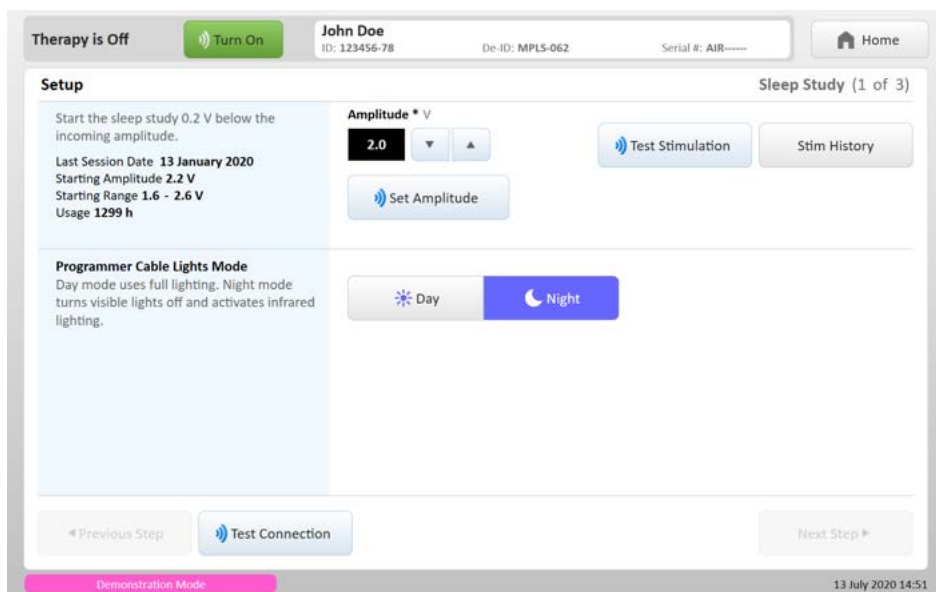 Therapy is Off
Turn On
John Doe
ID: 123456-78 De-ID: MPLS-062 Serial #: AIR------
Home
Setup
Sleep Study (1 of 3)
Start the sleep study 0.2 V below the
incoming amplitude.
Last Session Date 13 January 2020
Starting Amplitude 2.2 V
Starting Range 1.6 - 2.6 V
Usage 1299 h
Amplitude * V
2.0
Test Stimulation
Stim History
Set Amplitude
Programmer Cable Lights Mode
Day mode uses full lighting. Night mode
turns visible lights off and activates infrared
lighting.
Day
Night
Previous Step
Test Connection
Next Step
Demonstration Mode
13 July 2020 14:51